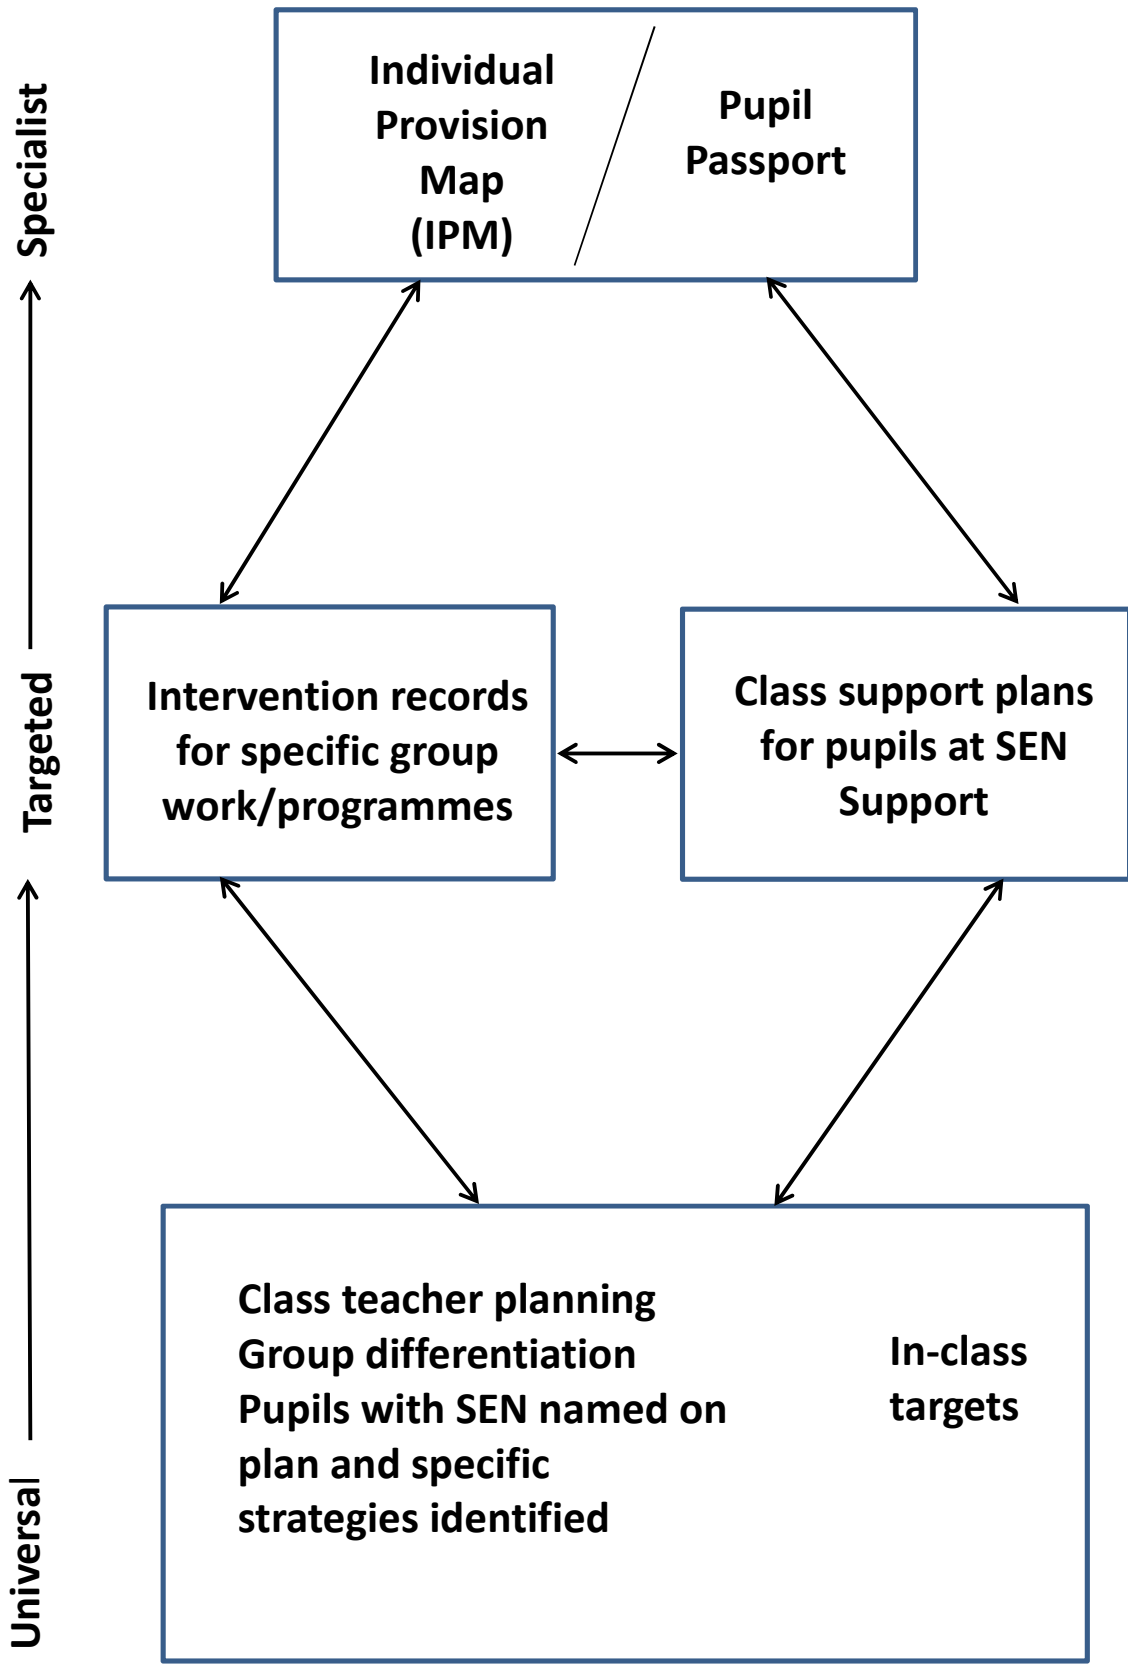 Specialist
Individual
Provision
Map
(IPM)
Pupil
Passport
Targeted
Intervention records
for specific group
work/programmes
Class support plans
for pupils at SEN
Support
Universal
Class teacher planning
Group differentiation
Pupils with SEN named on
plan and specific
strategies identified
In-class
targets